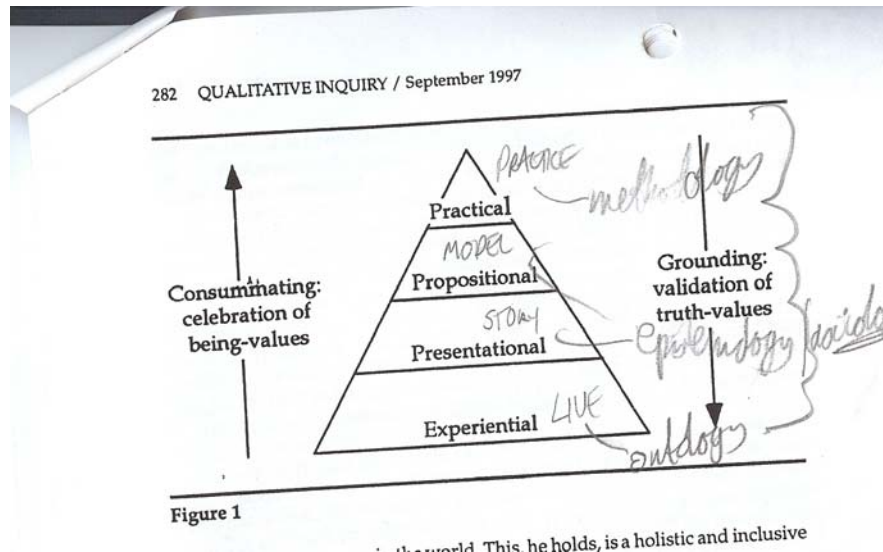 282 QUALITATIVE INQUIRY / September 1997
PRACTICE
methodology
Practical
MODEL
Propositional
Consummating:
celebration of
being-values
Grounding:
validation of
truth-values
STORY
Presentational
epistemology
LIVE
Experiential
ontology
Figure 1
in the world. This, he holds, is a holistic and inclusive